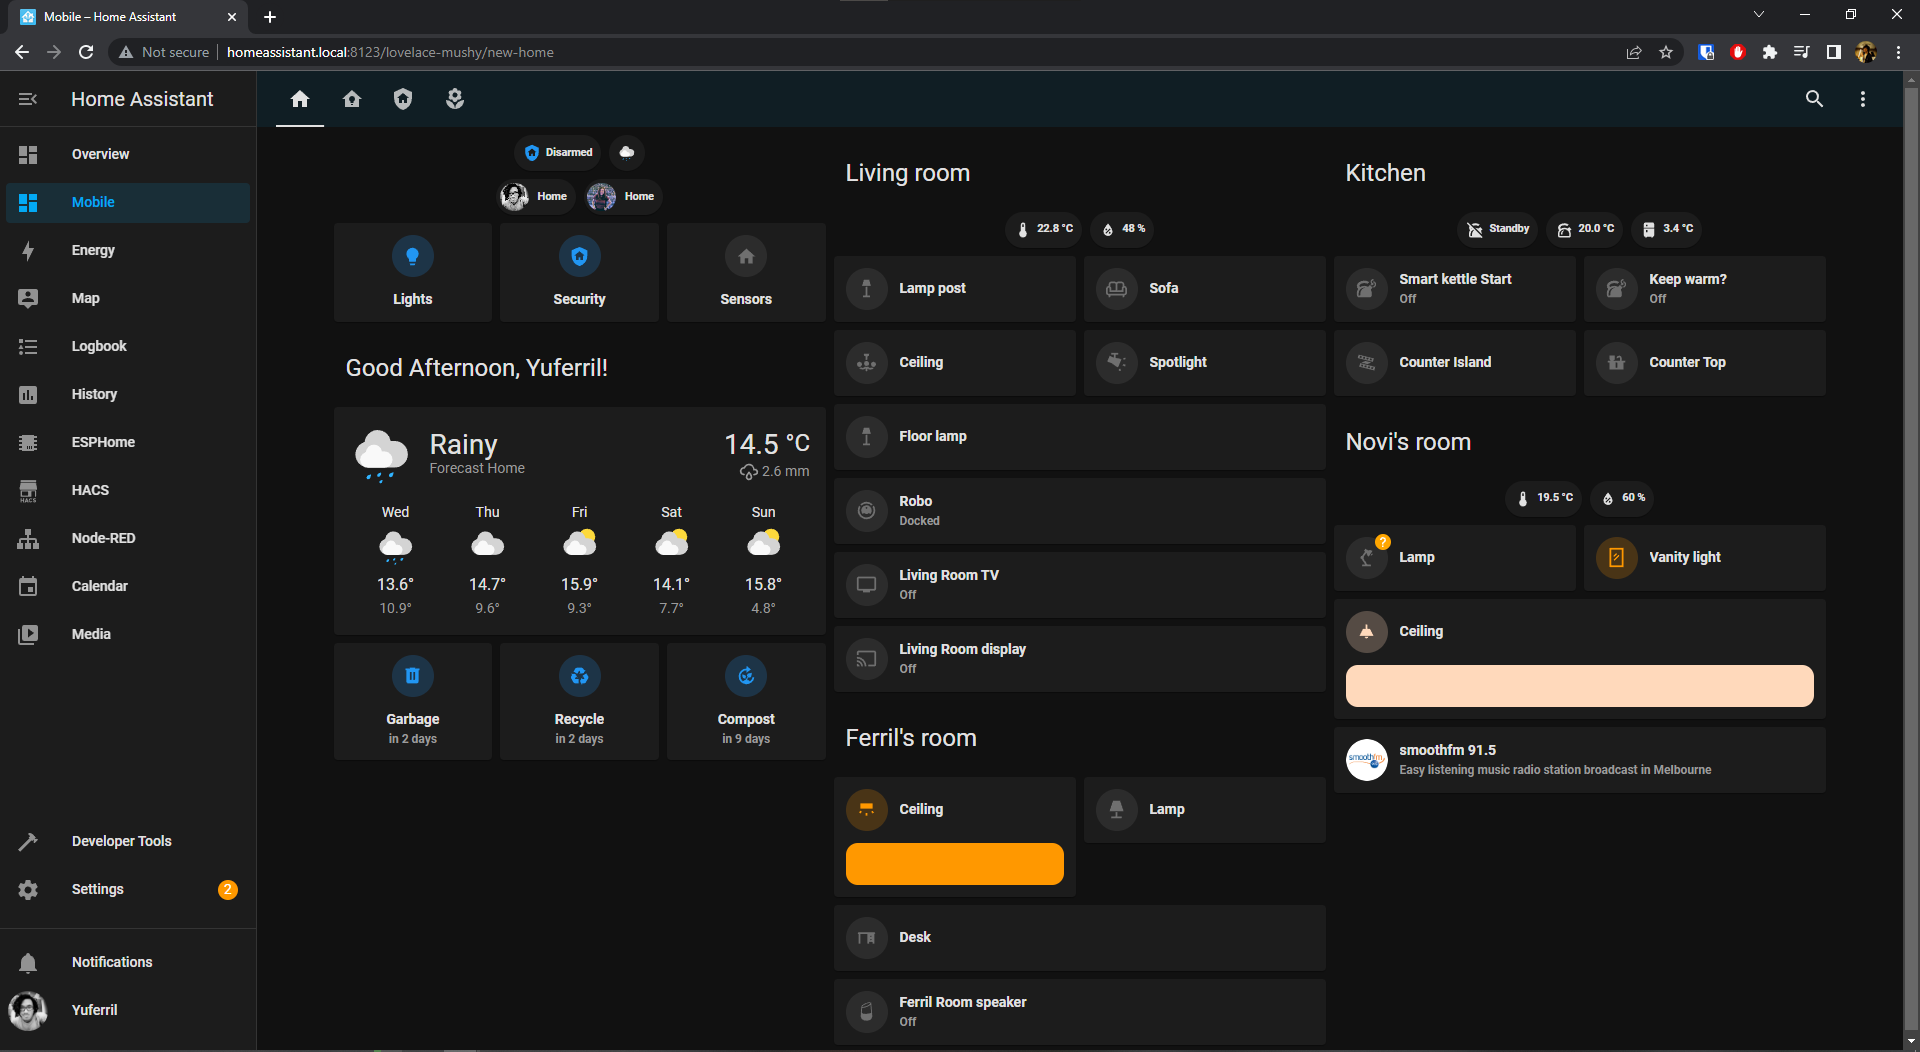 Mobile – Home Assistant
Not secure
homeassistant.local:8123/lovelace-mushy/new-home
Home Assistant
Overview
Mobile
Energy
Map
Logbook
History
ESPHome
HACS
HACS
Node-RED
Calendar
Media
Developer Tools
Settings
2
Notifications
Yuferril
Disarmed
Home
Home
Lights
Security
Sensors
Good Afternoon, Yuferril!
Rainy
Forecast Home
14.5 °C
2.6 mm
Wed
Thu
Fri
Sat
Sun
13.6°
14.7°
15.9°
14.1°
15.8°
10.9°
9.6°
9.3°
7.7°
4.8°
Garbage
in 2 days
Recycle
in 2 days
Compost
in 9 days
Living room
22.8 °C
48 %
Lamp post
Sofa
Ceiling
Spotlight
Floor lamp
Robo
Docked
Living Room TV
Off
Living Room display
Off
Ferril's room
Ceiling
Lamp
Desk
Ferril Room speaker
Off
Kitchen
Standby
20.0 °C
3.4 °C
Smart kettle Start
Off
Keep warm?
Off
Counter Island
Counter Top
Novi's room
19.5 °C
60 %
?
Lamp
Vanity light
Ceiling
smoothfm
smoothfm 91.5
Easy listening music radio station broadcast in Melbourne